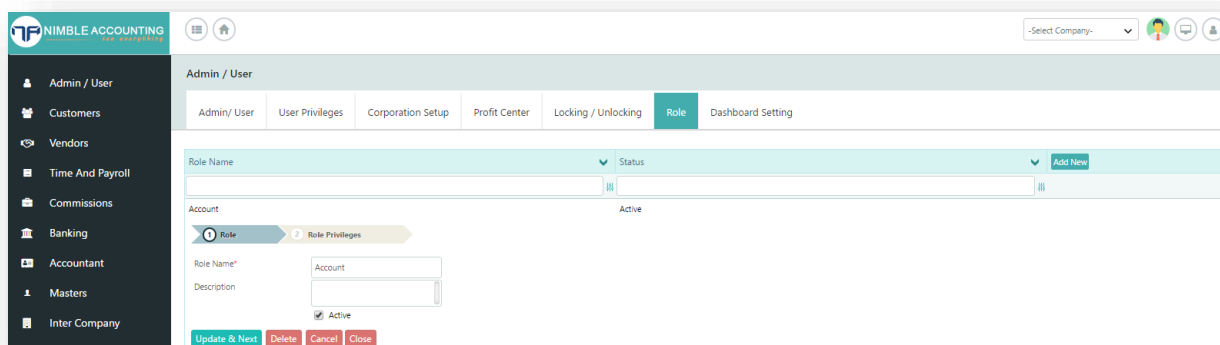 NIMBLE ACCOUNTING
see everything
-Select Company-
Admin / User
Customers
Vendors
Time And Payroll
Commissions
Banking
Accountant
Masters
Inter Company
Admin / User
Admin/ User User Privileges Corporation Setup Profit Center Locking / Unlocking Role Dashboard Setting
Role Name Status Add New
Account Active
1 Role 2 Role Privileges
Role Name* Account
Description
Active
Update & Next Delete Cancel Close